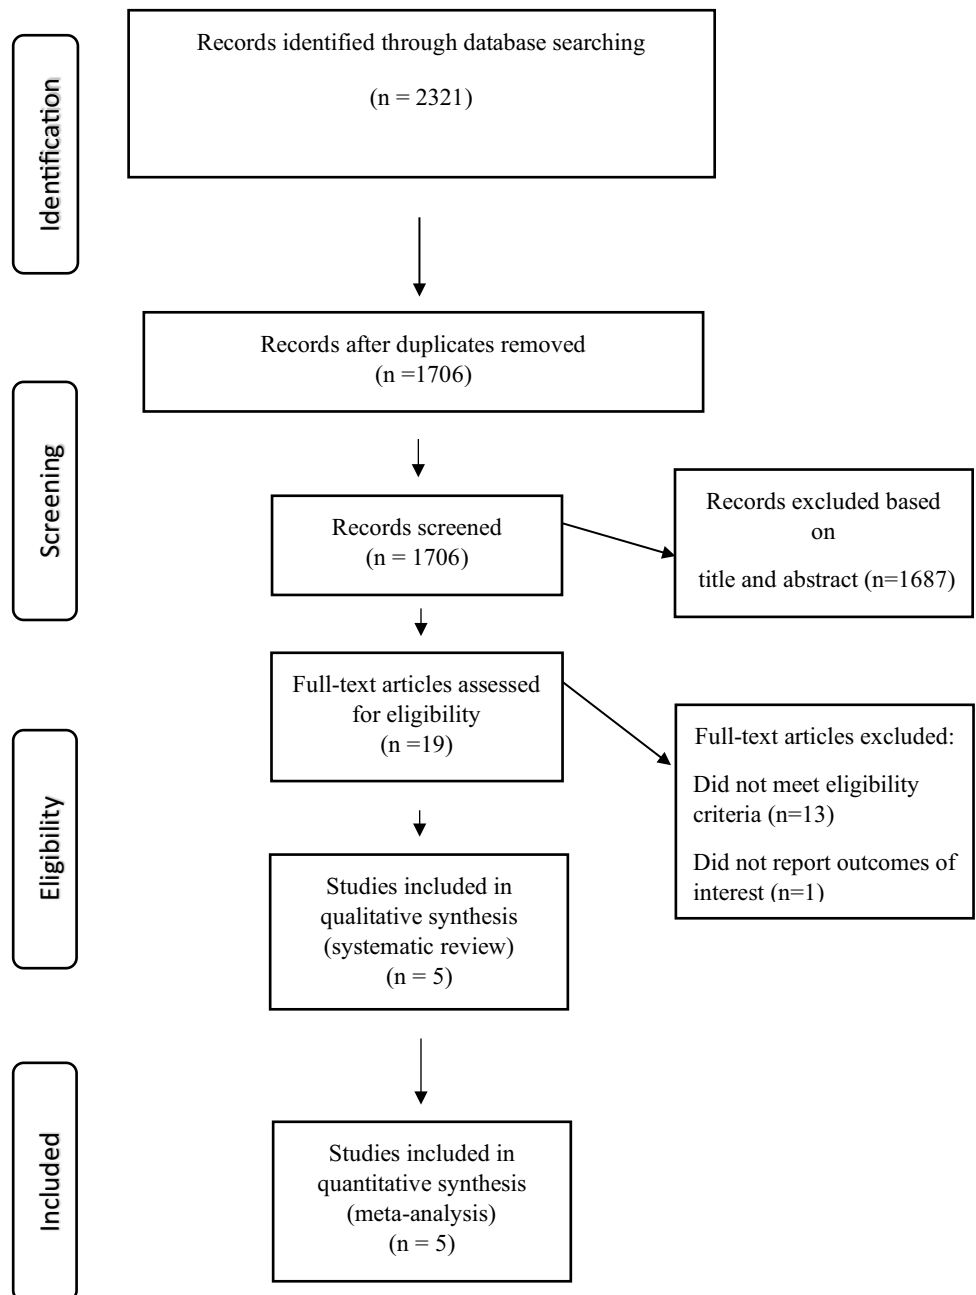 Identification
Records identified through database searching
(n = 2321)
Records after duplicates removed
(n =1706)
Screening
Records screened
(n = 1706)
Records excluded based
on
title and abstract (n=1687)
Full-text articles assessed
for eligibility
(n =19)
Full-text articles excluded:
Did not meet eligibility
criteria (n=13)
Did not report outcomes of
interest (n=1)
Eligibility
Studies included in
qualitative synthesis
(systematic review)
(n = 5)
Included
Studies included in
quantitative synthesis
(meta-analysis)
(n = 5)